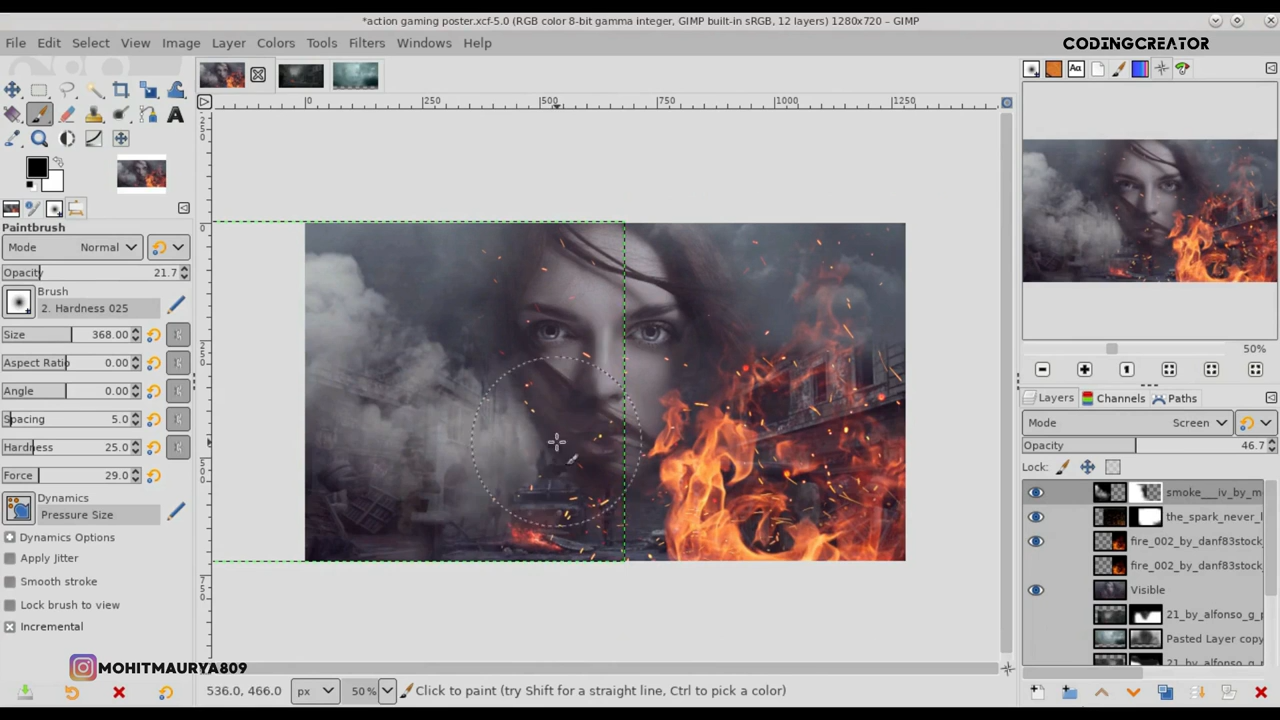 *action gaming poster.xcf-5.0 (RGB color 8-bit gamma integer, GIMP built-in sRGB, 12 layers) 1280x720 – GIMP
File Edit Select View Image Layer Colors Tools Filters Windows Help
CODINGCREATOR
0 250 500 750 1000 1250
Paintbrush
Mode Normal
Opacity 21.7
Brush
2. Hardness 025
Size 368.00
Aspect Ratio 0.00
Angle 0.00
Spacing 5.0
Hardness 25.0
Force 29.0
Dynamics
Pressure Size
Dynamics Options
Apply Jitter
Smooth stroke
Lock brush to view
Incremental
MOHITMAURYA809
536.0, 466.0 px 50 % Click to paint (try Shift for a straight line, Ctrl to pick a color)
Aa
50%
Layers Channels Paths
Mode Screen
Opacity 46.7
Lock:
smoke___iv_by_m
the_spark_never_l
fire_002_by_danf83stock
fire_002_by_danf83stock
Visible
21_by_alfonso_g_p
Pasted Layer copy
21_by_alfonso_g_p